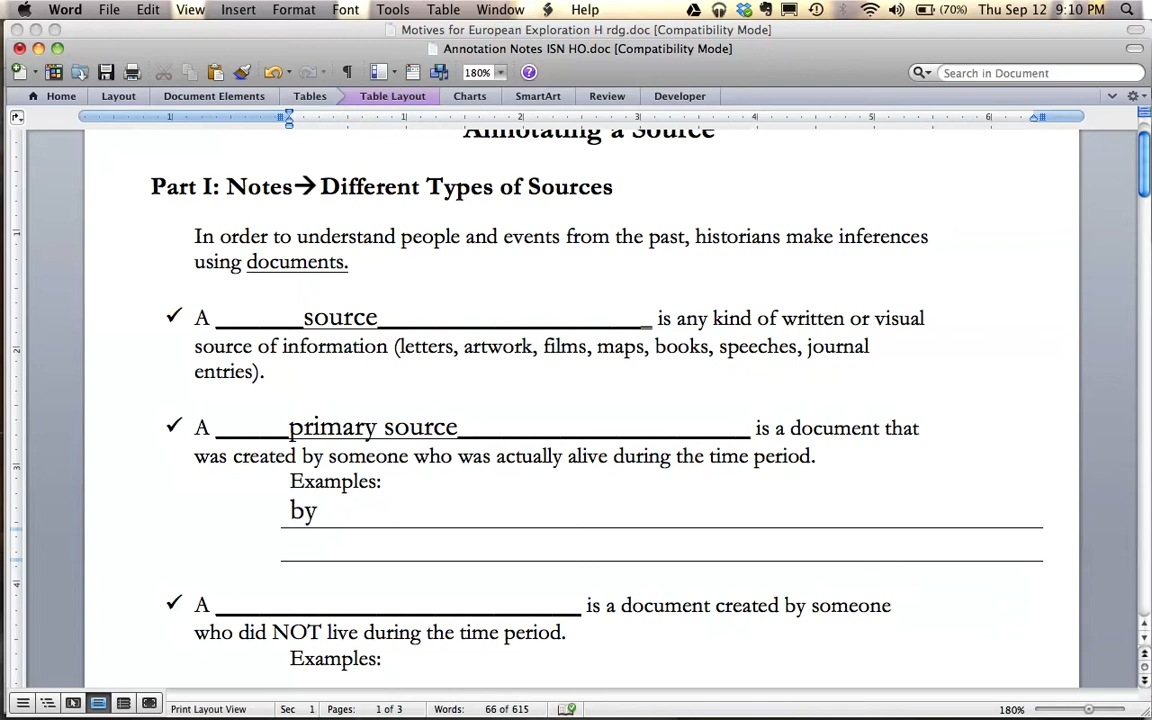 Word File Edit View Insert Format Font Tools Table Window Help (70%) Thu Sep 12 9:10 PM
Motives for European Exploration H rdg.doc [Compatibility Mode]
Annotation Notes ISN HO.doc [Compatibility Mode]
180% Search in Document
Home Layout Document Elements Tables Table Layout Charts SmartArt Review Developer
Annotating a Source
Part I: Notes→Different Types of Sources
In order to understand people and events from the past, historians make inferences
using documents.
✓ A ______source______ is any kind of written or visual
source of information (letters, artwork, films, maps, books, speeches, journal
entries).
✓ A ______primary source______ is a document that
was created by someone who was actually alive during the time period.
Examples:
by
✓ A ____________ is a document created by someone
who did NOT live during the time period.
Examples:
Print Layout View Sec 1 Pages: 1 of 3 Words: 66 of 615 180%